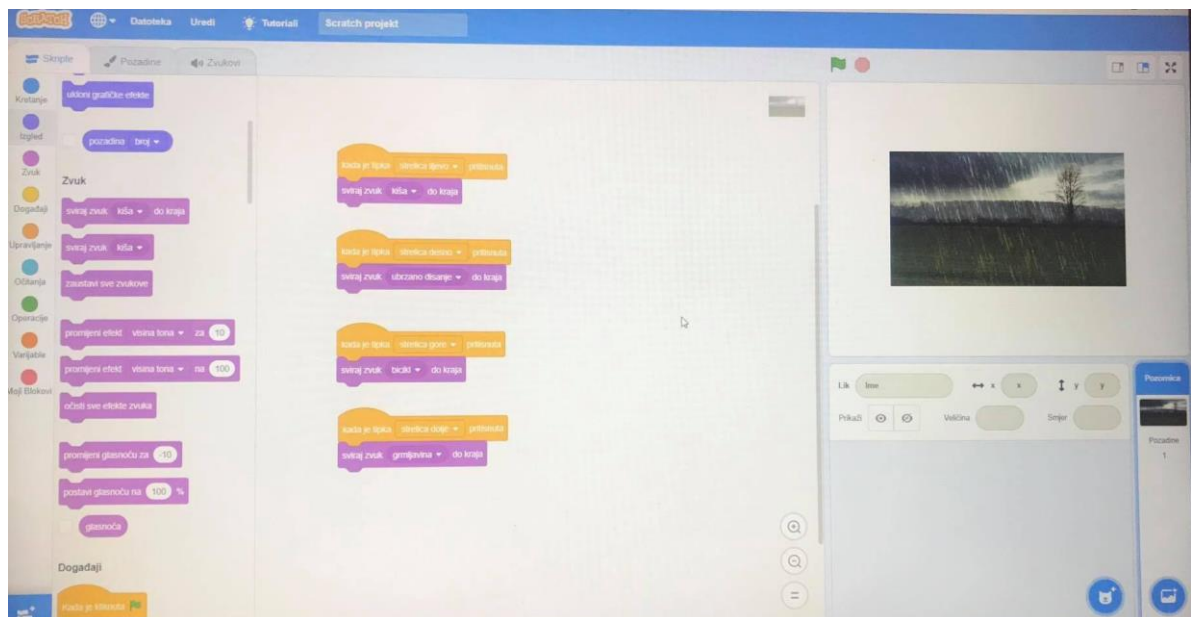 SCRATCH
Datoteka
Uredi
Tutoriali
Scratch projekt
Skripte
Pozadine
Zvukovi
Kretanje
Izgled
Zvuk
Događaji
Upravljanje
Očitanja
Operacije
Varijable
Moji Blokovi
ukloni grafičke efekte
pozadina broj
Zvuk
sviraj zvuk kiša do kraja
sviraj zvuk kiša
zaustavi sve zvukove
promijeni efekt visina tona za 10
promijeni efekt visina tona na 100
očisti sve efekte zvuka
promijeni glasnoću za -10
postavi glasnoću na 100 %
glasnoća
Događaji
Kada je kliknuta
kada je tipka strelica lijevo pritisnuta
sviraj zvuk kiša do kraja
kada je tipka strelica desno pritisnuta
sviraj zvuk ubrzano disanje do kraja
kada je tipka strelica gore pritisnuta
sviraj zvuk bicikl do kraja
kada je tipka strelica dolje pritisnuta
sviraj zvuk grmljavina do kraja
Lik Ime x x y y
Prikaži Veličina Smjer
Pozornica
Pozadine
1